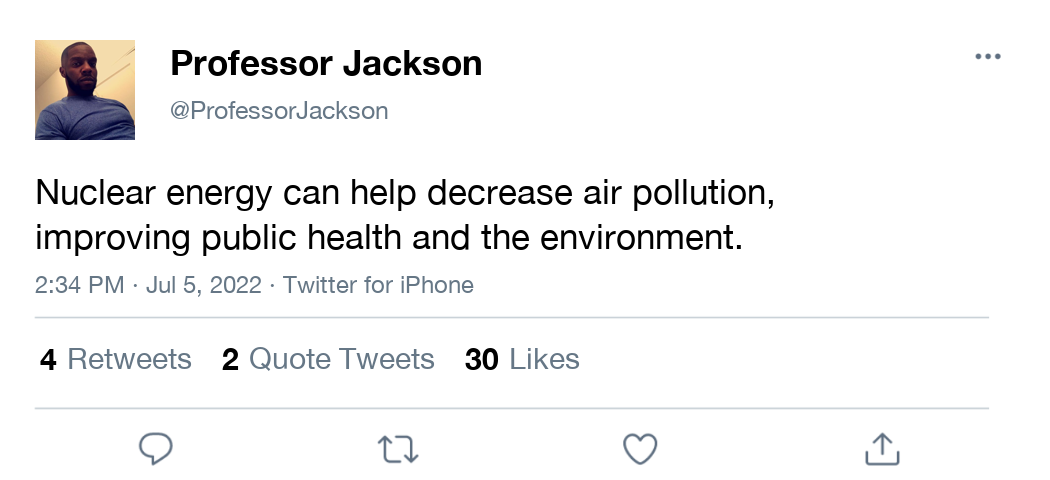 Professor Jackson
@ProfessorJackson
Nuclear energy can help decrease air pollution,
improving public health and the environment.
2:34 PM · Jul 5, 2022 · Twitter for iPhone
4 Retweets 2 Quote Tweets 30 Likes